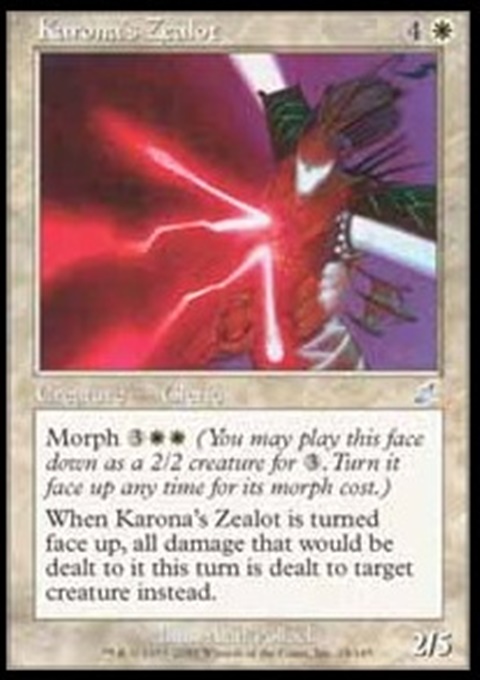 Karona's Zealot 4
Creature — Cleric
Morph 3 (You may play this face
down as a 2/2 creature for 3. Turn it
face up any time for its morph cost.)
When Karona's Zealot is turned
face up, all damage that would be
dealt to it this turn is dealt to target
creature instead.
2/5